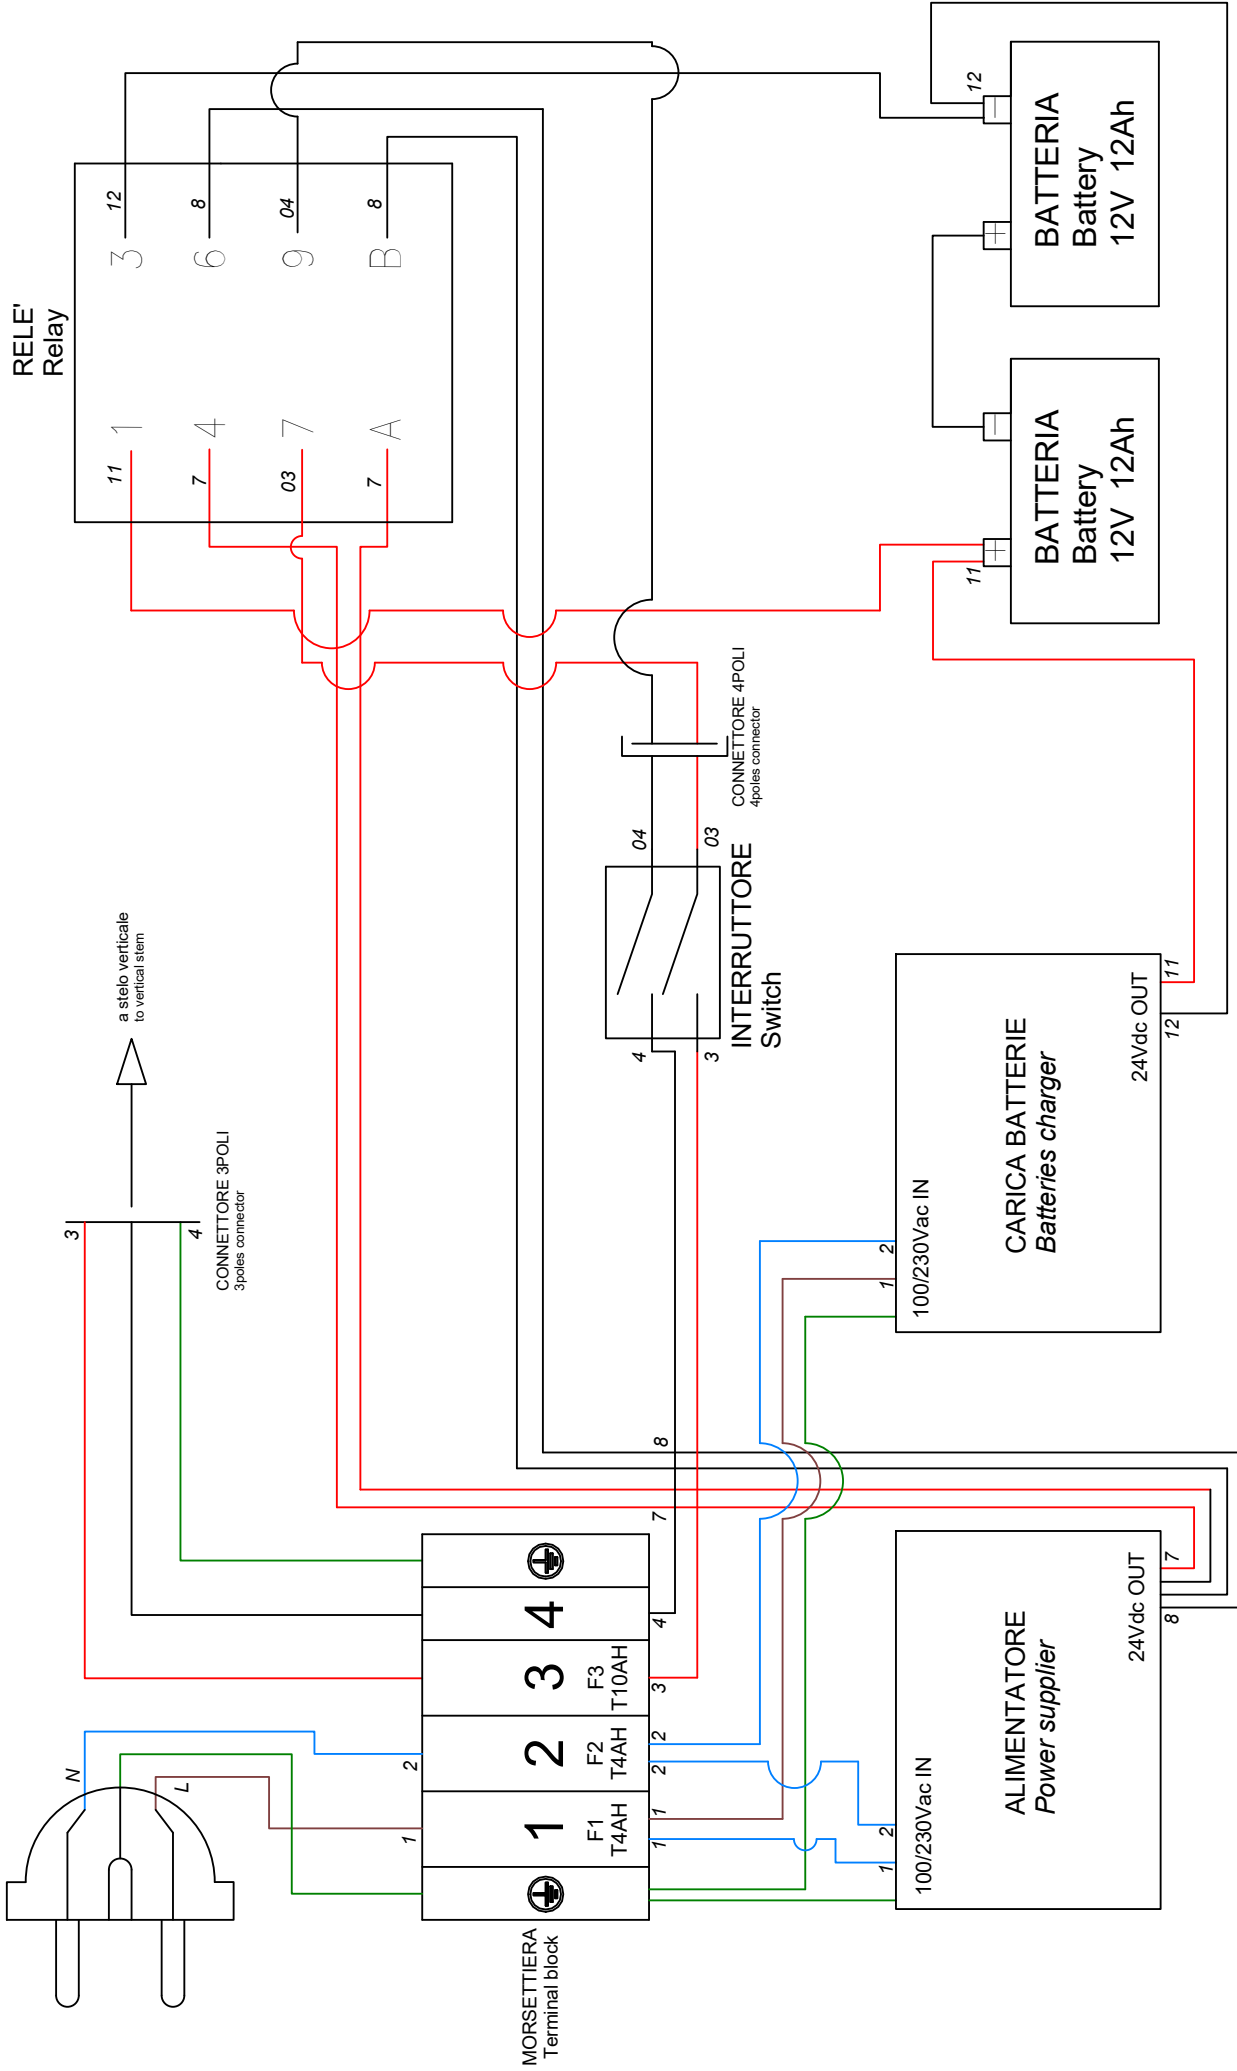 RELE'
Relay
1
4
7
A
3
6
9
B
11
7
03
7
12
8
04
8
BATTERIA
Battery
12V 12Ah
+
-
11
BATTERIA
Battery
12V 12Ah
+
-
12
a stelo verticale
to vertical stem
CONNETTORE 3POLI
3poles connector
3
4
CONNETTORE 4POLI
4poles connector
INTERRUTTORE
Switch
4
3
04
03
CARICA BATTERIE
Batteries charger
100/230Vac IN
1
2
24Vdc OUT
12
11
ALIMENTATORE
Power supplier
100/230Vac IN
1
2
24Vdc OUT
8
7
7
8
N
L
MORSETTIERA
Terminal block
1
2
3
4
F1
T4AH
F2
T4AH
F3
T10AH
1
2
1
1
2
2
3
4